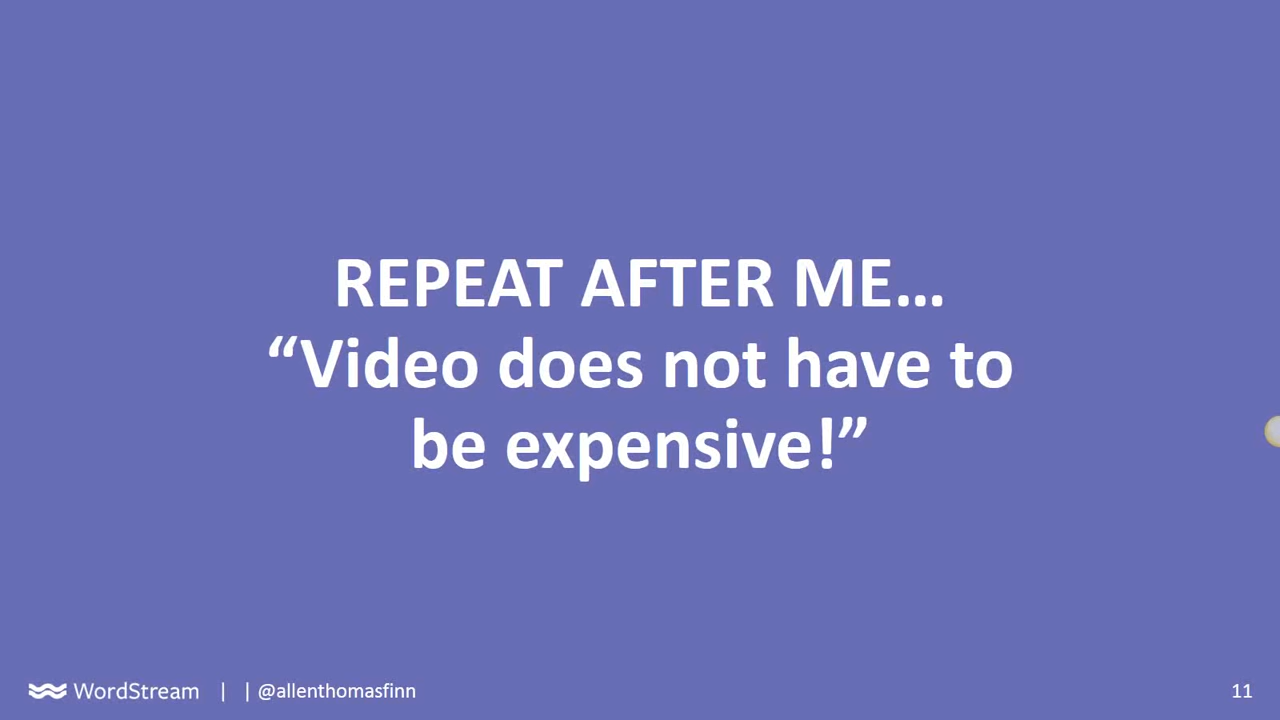 REPEAT AFTER ME…
“Video does not have to
be expensive!”
WordStream | | @allenthomasfinn
11